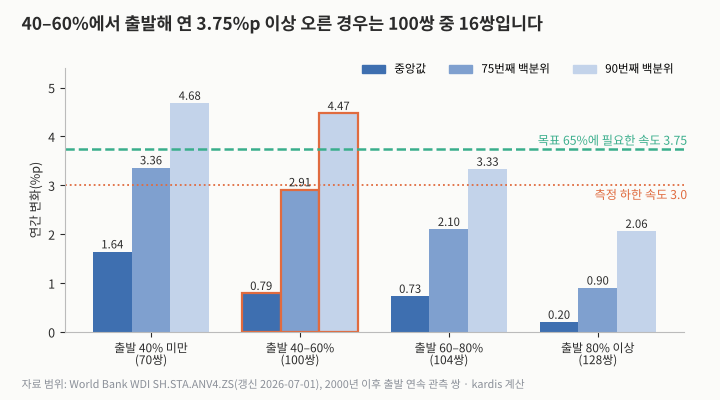 40–60%에서 출발해 연 3.75%p 이상 오른 경우는 100쌍 중 16쌍입니다
중앙값 75번째 백분위 90번째 백분위
연간 변화(%p)
5
4
3
2
1
0
목표 65%에 필요한 속도 3.75
측정 하한 속도 3.0
1.64 3.36 4.68
0.79 2.91 4.47
0.73 2.10 3.33
0.20 0.90 2.06
출발 40% 미만
(70쌍)
출발 40–60%
(100쌍)
출발 60–80%
(104쌍)
출발 80% 이상
(128쌍)
자료 범위: World Bank WDI SH.STA.ANV4.ZS(갱신 2026-07-01), 2000년 이후 출발 연속 관측 쌍 · kardis 계산